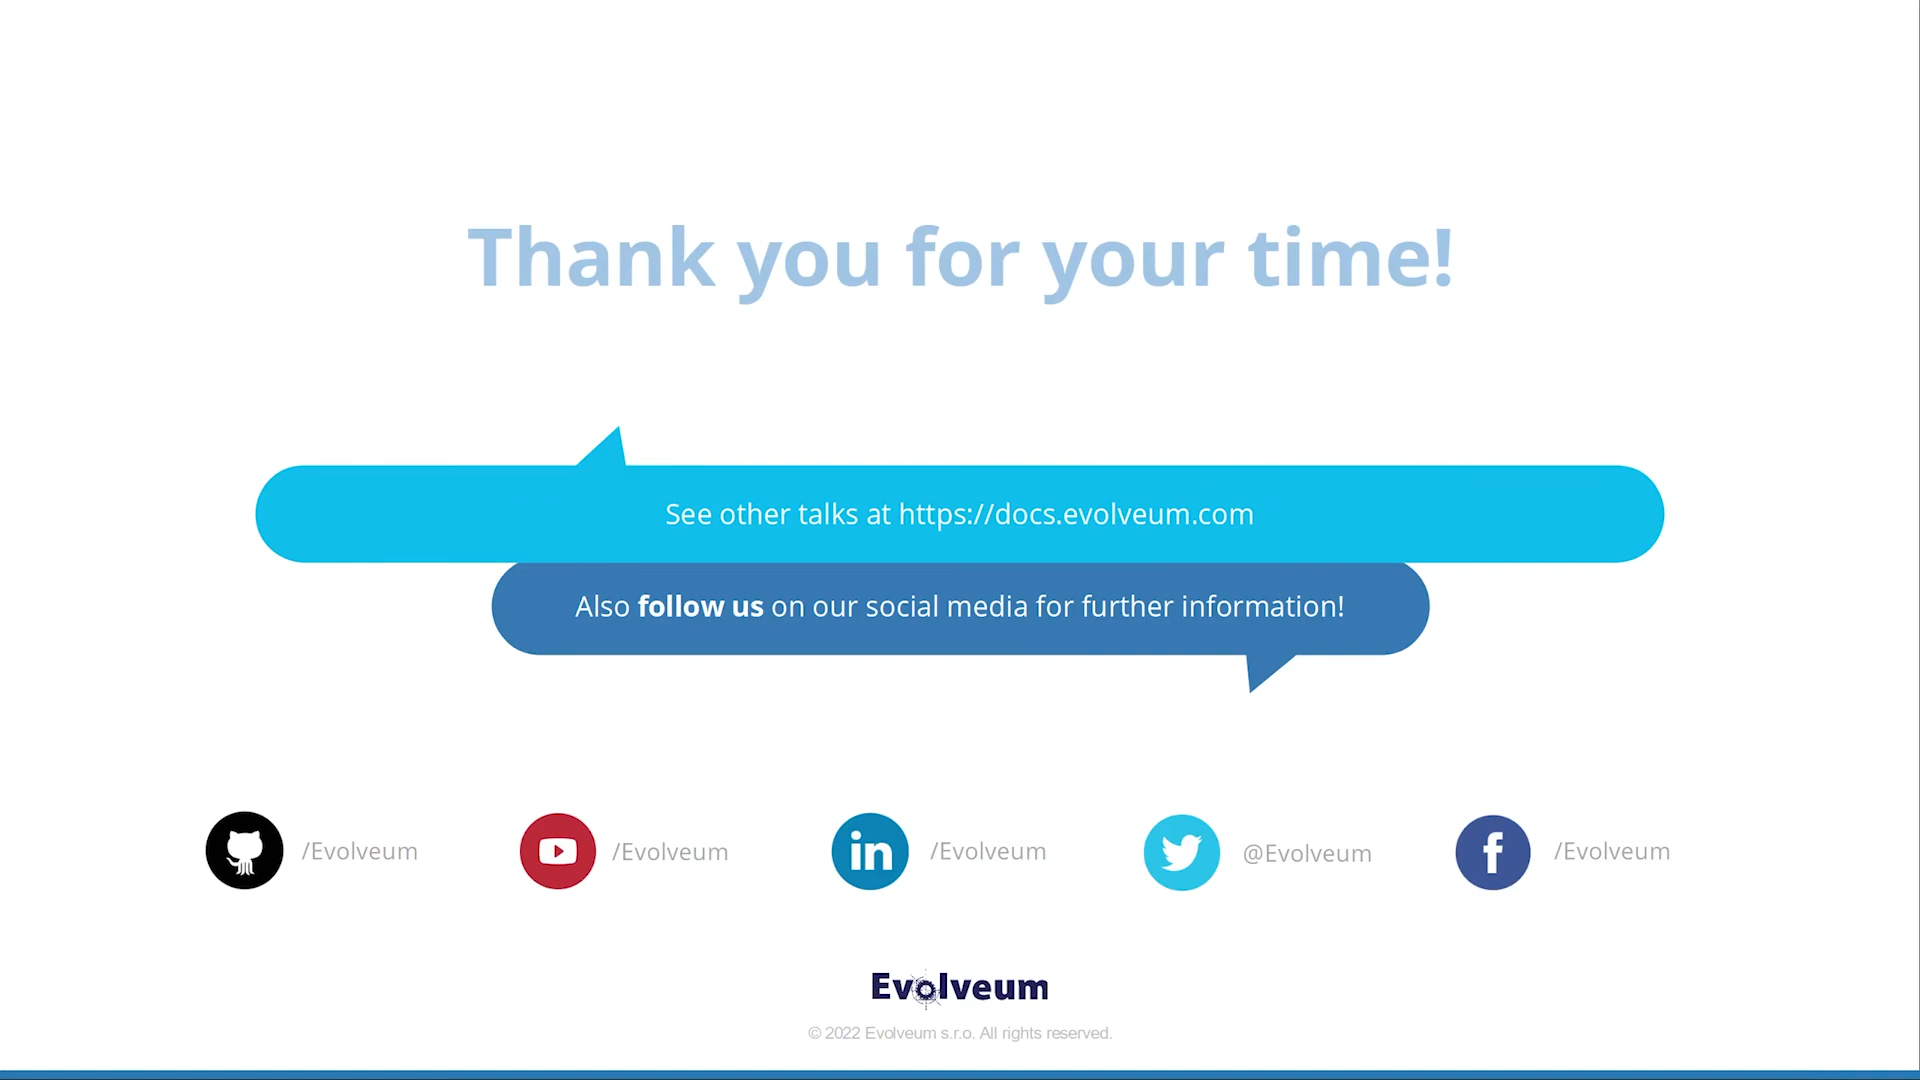 Thank you for your time!
See other talks at https://docs.evolveum.com
Also follow us on our social media for further information!
/Evolveum
/Evolveum
in /Evolveum
@Evolveum
f /Evolveum
Evolveum
© 2022 Evolveum s.r.o. All rights reserved.